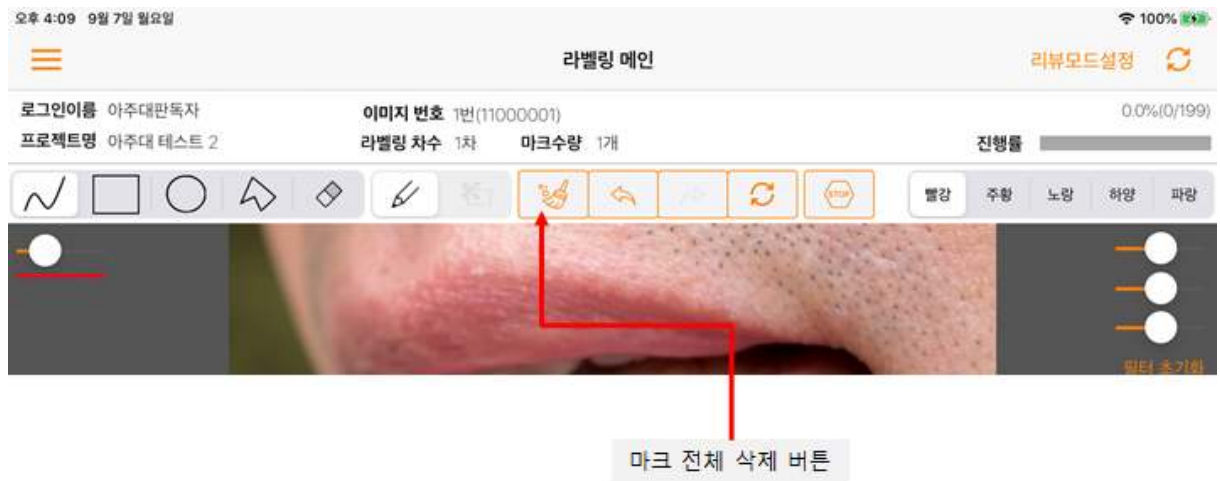 오후 4:09 9월 7일 월요일 100%
라벨링 메인 리뷰모드설정
로그인이름 아주대판독자 이미지 번호 1번(11000001) 0.0%(0/199)
프로젝트명 아주대 테스트 2 라벨링 차수 1차 마크수량 1개 진행률
STOP 빨강 주황 노랑 하양 파랑
필터 초기화
마크 전체 삭제 버튼